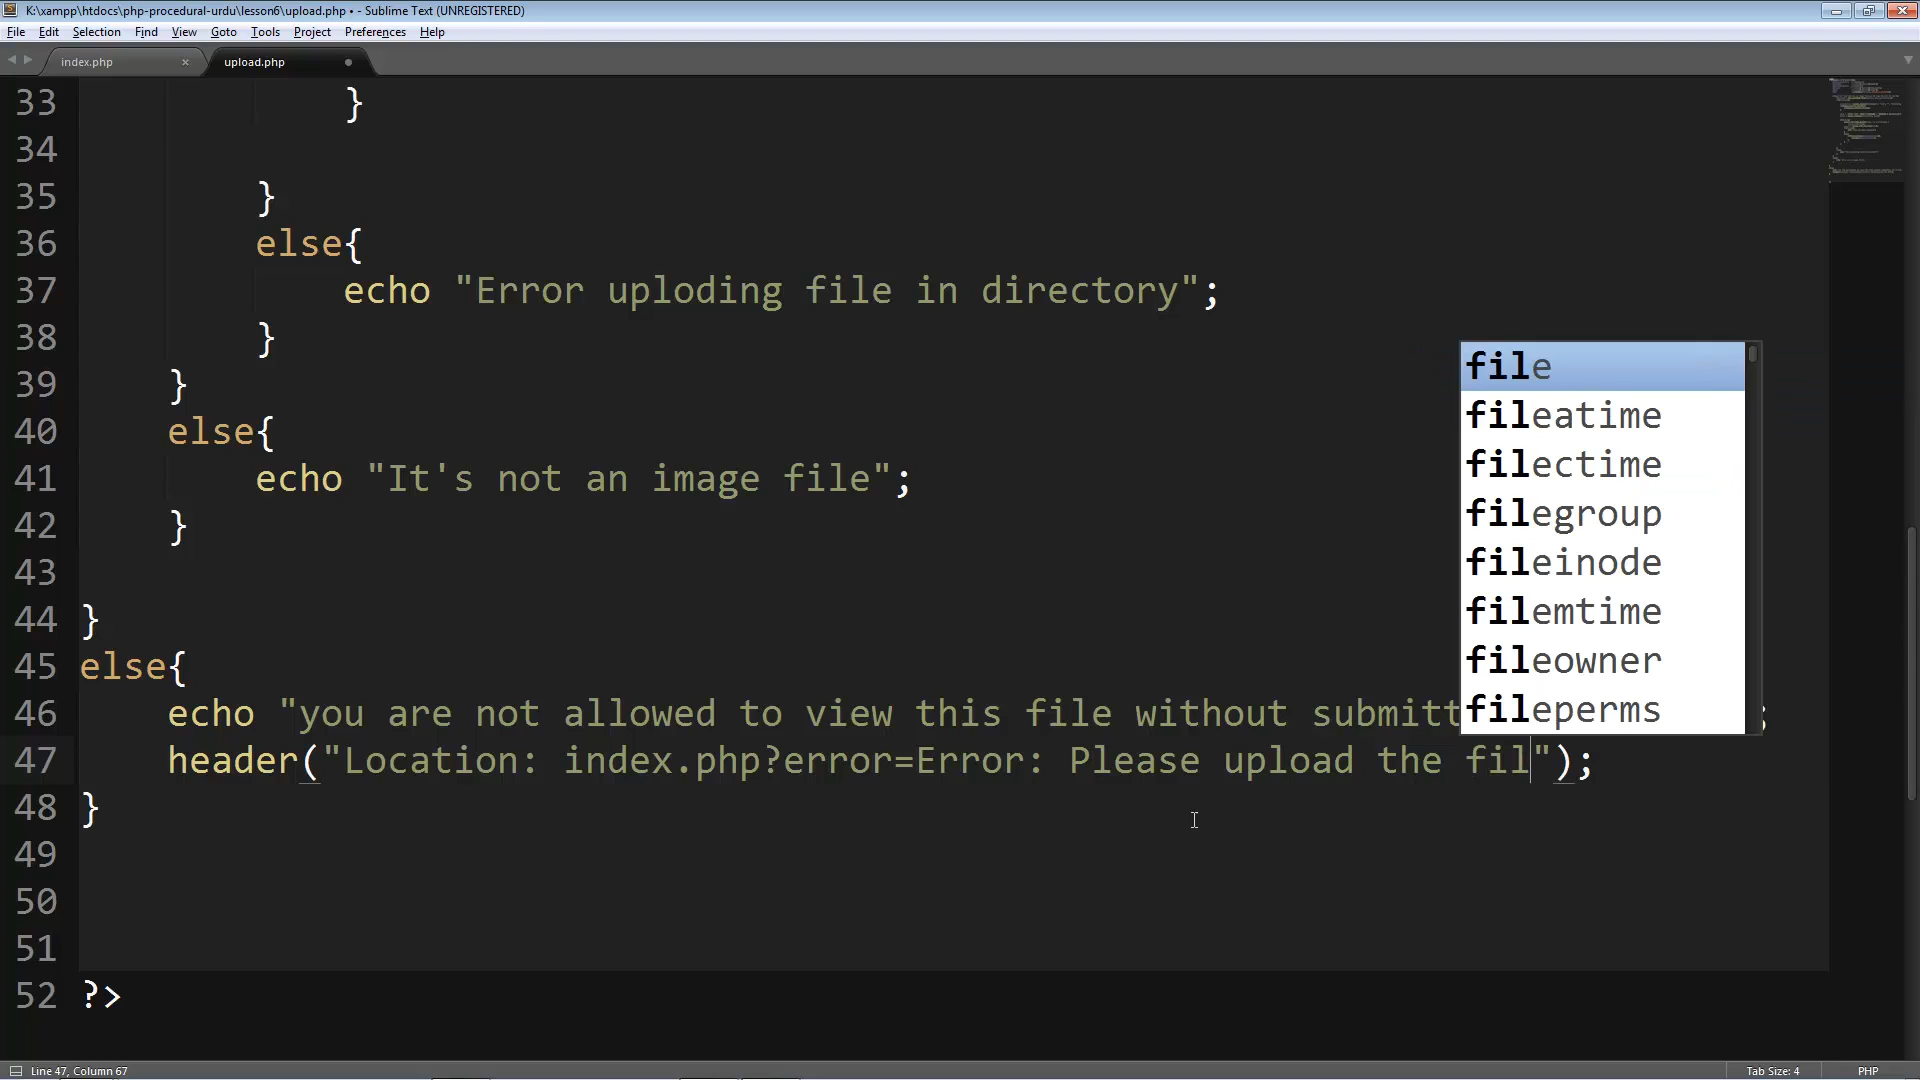 K:\xampp\htdocs\php-procedural-urdu\lesson6\upload.php • - Sublime Text (UNREGISTERED)
File Edit Selection Find View Goto Tools Project Preferences Help
index.php × upload.php
33 }
34
35 }
36 else{
37 echo "Error uploding file in directory";
38 }
39 }
40 else{
41 echo "It's not an image file";
42 }
43
44 }
45 else{
46 echo "you are not allowed to view this file without submitt ;
47 header("Location: index.php?error=Error: Please upload the fil");
48 }
49
50
51
52 ?>
file
fileatime
filectime
filegroup
fileinode
filemtime
fileowner
fileperms
Line 47, Column 67
Tab Size: 4 PHP